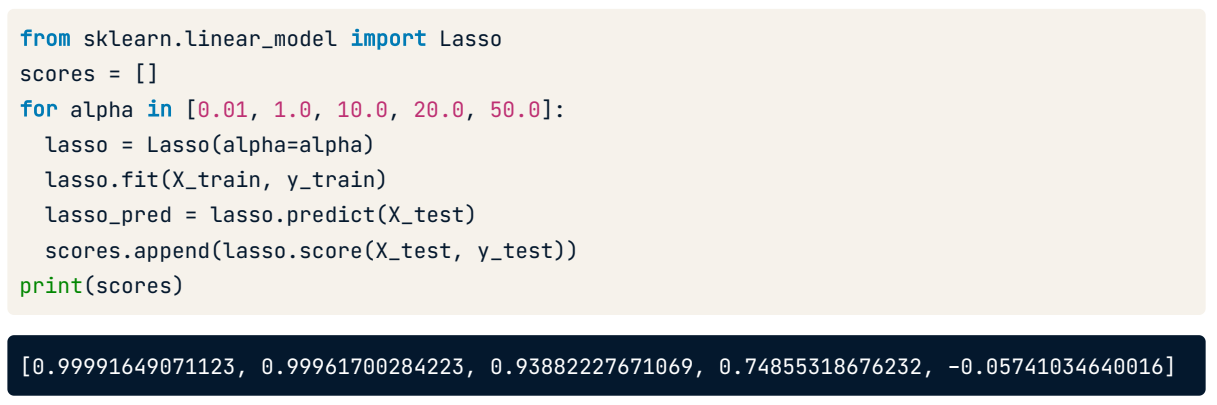 from sklearn.linear_model import Lasso
scores = []
for alpha in [0.01, 1.0, 10.0, 20.0, 50.0]:
  lasso = Lasso(alpha=alpha)
  lasso.fit(X_train, y_train)
  lasso_pred = lasso.predict(X_test)
  scores.append(lasso.score(X_test, y_test))
print(scores)
[0.99991649071123, 0.99961700284223, 0.93882227671069, 0.74855318676232, -0.05741034640016]